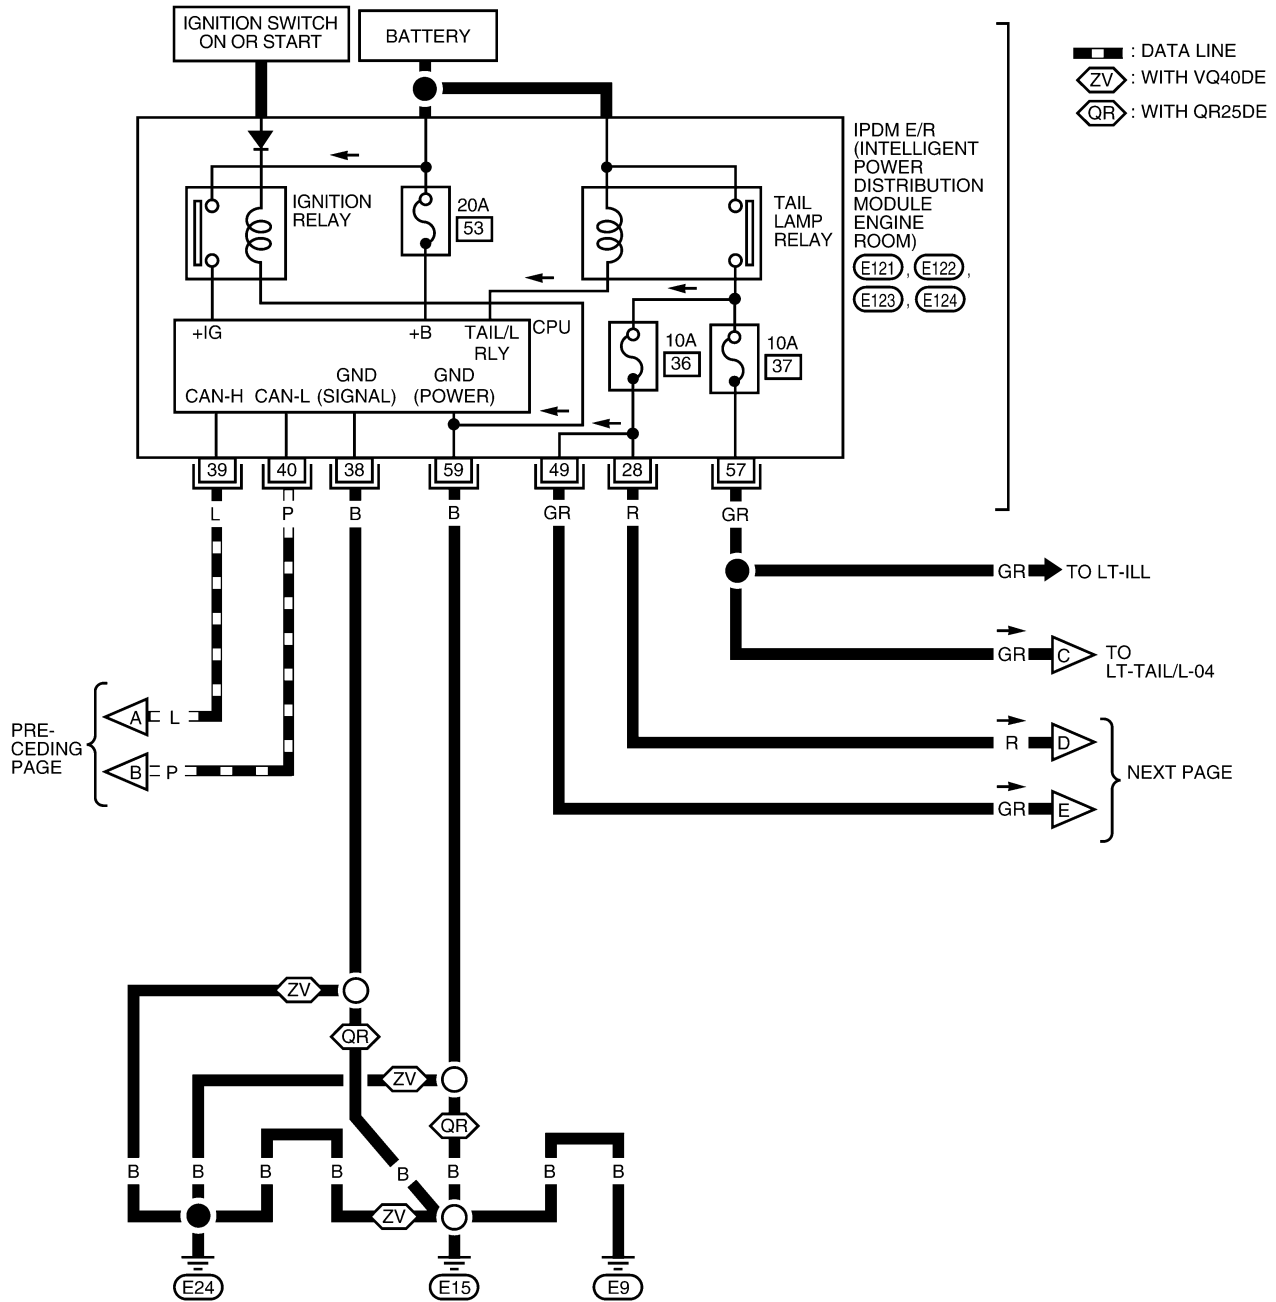 IGNITION SWITCH
ON OR START
BATTERY
: DATA LINE
ZV : WITH VQ40DE
QR : WITH QR25DE
IPDM E/R
(INTELLIGENT
POWER
DISTRIBUTION
MODULE
ENGINE
ROOM)
E121 , E122 ,
E123 , E124
IGNITION
RELAY
20A
53
TAIL
LAMP
RELAY
+IG
+B
TAIL/L
RLY
CPU
10A
36
10A
37
GND
(SIGNAL)
GND
(POWER)
CAN-H
CAN-L
39
40
38
59
49
28
57
L
P
B
B
GR
R
GR
GR
TO LT-ILL
GR
C
TO
LT-TAIL/L-04
PRE-
CEDING
PAGE
A
L
B
P
R
D
GR
E
NEXT PAGE
ZV
QR
ZV
QR
B
B
B
B
B
B
B
B
ZV
E24
E15
E9